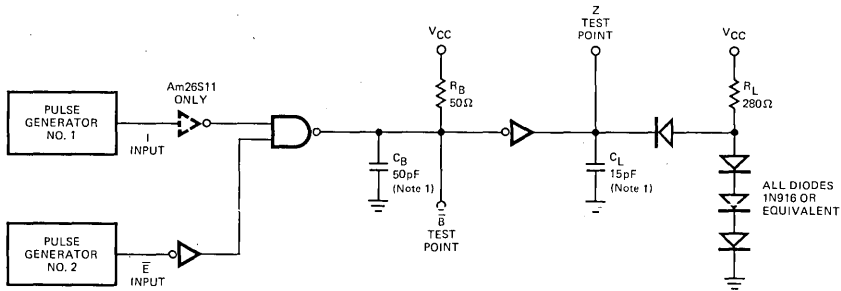 PULSE
GENERATOR
NO. 1
I
INPUT
Am26S11
ONLY
PULSE
GENERATOR
NO. 2
E̅
INPUT
VCC
RB
50Ω
CB
50pF
(Note 1)
B̅
TEST
POINT
Z
TEST
POINT
CL
15pF
(Note 1)
VCC
RL
280Ω
ALL DIODES
1N916 OR
EQUIVALENT